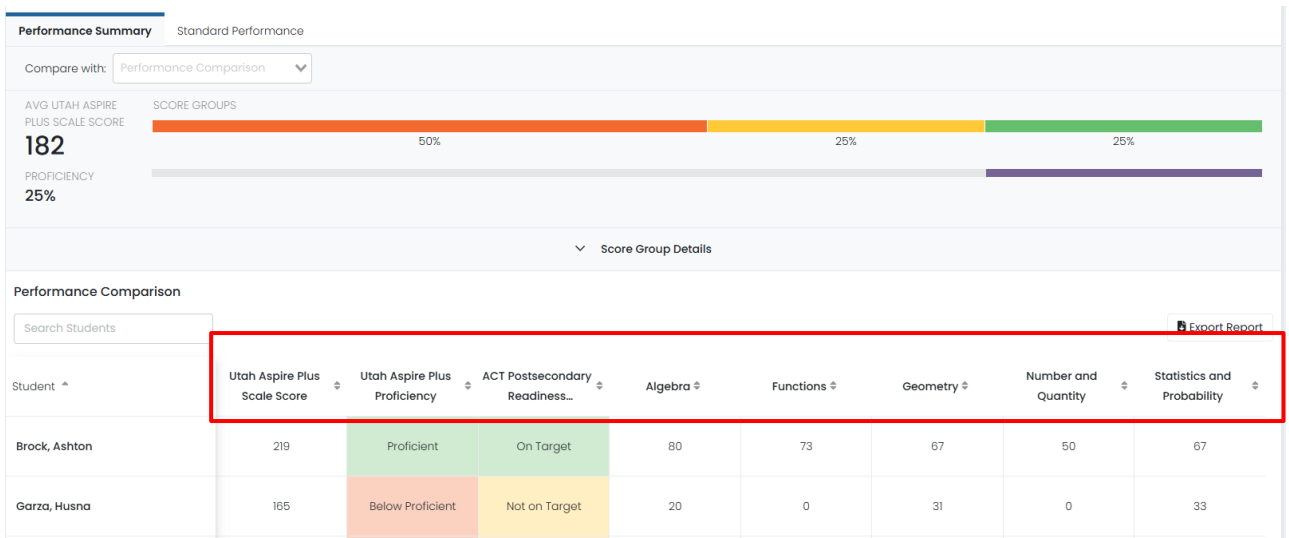 Performance Summary Standard Performance
Compare with: Performance Comparison
AVG UTAH ASPIRE PLUS SCALE SCORE
182
SCORE GROUPS
50% 25% 25%
PROFICIENCY
25%
Score Group Details
Performance Comparison
Search Students
Export Report
Student
Utah Aspire Plus Scale Score
Utah Aspire Plus Proficiency
ACT Postsecondary Readiness...
Algebra
Functions
Geometry
Number and Quantity
Statistics and Probability
Brock, Ashton 219 Proficient On Target 80 73 67 50 67
Garza, Husna 165 Below Proficient Not on Target 20 0 31 0 33